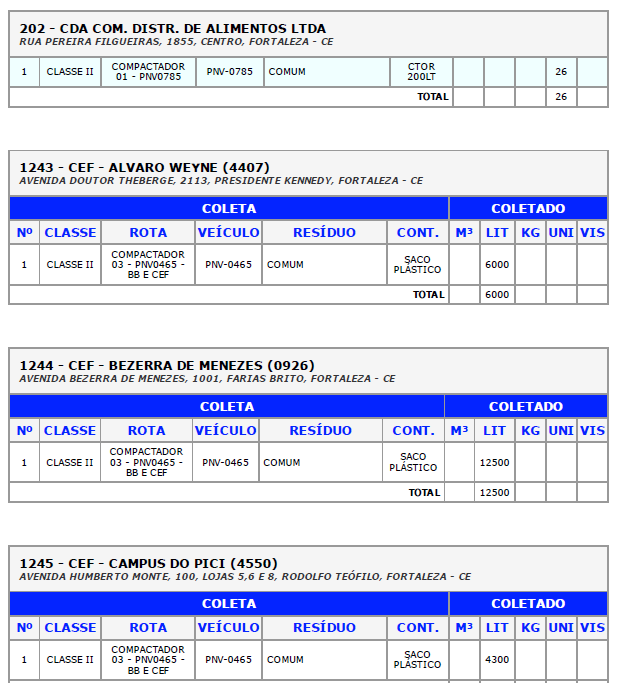 202 - CDA COM. DISTR. DE ALIMENTOS LTDA
RUA PEREIRA FILGUEIRAS, 1855, CENTRO, FORTALEZA - CE
1 CLASSE II COMPACTADOR 01 - PNV0785 PNV-0785 COMUM CTOR 200LT 26
TOTAL 26
1243 - CEF - ALVARO WEYNE (4407)
AVENIDA DOUTOR THEBERGE, 2113, PRESIDENTE KENNEDY, FORTALEZA - CE
COLETA COLETADO
Nº CLASSE ROTA VEÍCULO RESÍDUO CONT. M³ LIT KG UNI VIS
1 CLASSE II COMPACTADOR 03 - PNV0465 - BB E CEF PNV-0465 COMUM SACO PLÁSTICO 6000
TOTAL 6000
1244 - CEF - BEZERRA DE MENEZES (0926)
AVENIDA BEZERRA DE MENEZES, 1001, FARIAS BRITO, FORTALEZA - CE
COLETA COLETADO
Nº CLASSE ROTA VEÍCULO RESÍDUO CONT. M³ LIT KG UNI VIS
1 CLASSE II COMPACTADOR 03 - PNV0465 - BB E CEF PNV-0465 COMUM SACO PLÁSTICO 12500
TOTAL 12500
1245 - CEF - CAMPUS DO PICI (4550)
AVENIDA HUMBERTO MONTE, 100, LOJAS 5,6 E 8, RODOLFO TEÓFILO, FORTALEZA - CE
COLETA COLETADO
Nº CLASSE ROTA VEÍCULO RESÍDUO CONT. M³ LIT KG UNI VIS
1 CLASSE II COMPACTADOR 03 - PNV0465 - BB E CEF PNV-0465 COMUM SACO PLÁSTICO 4300